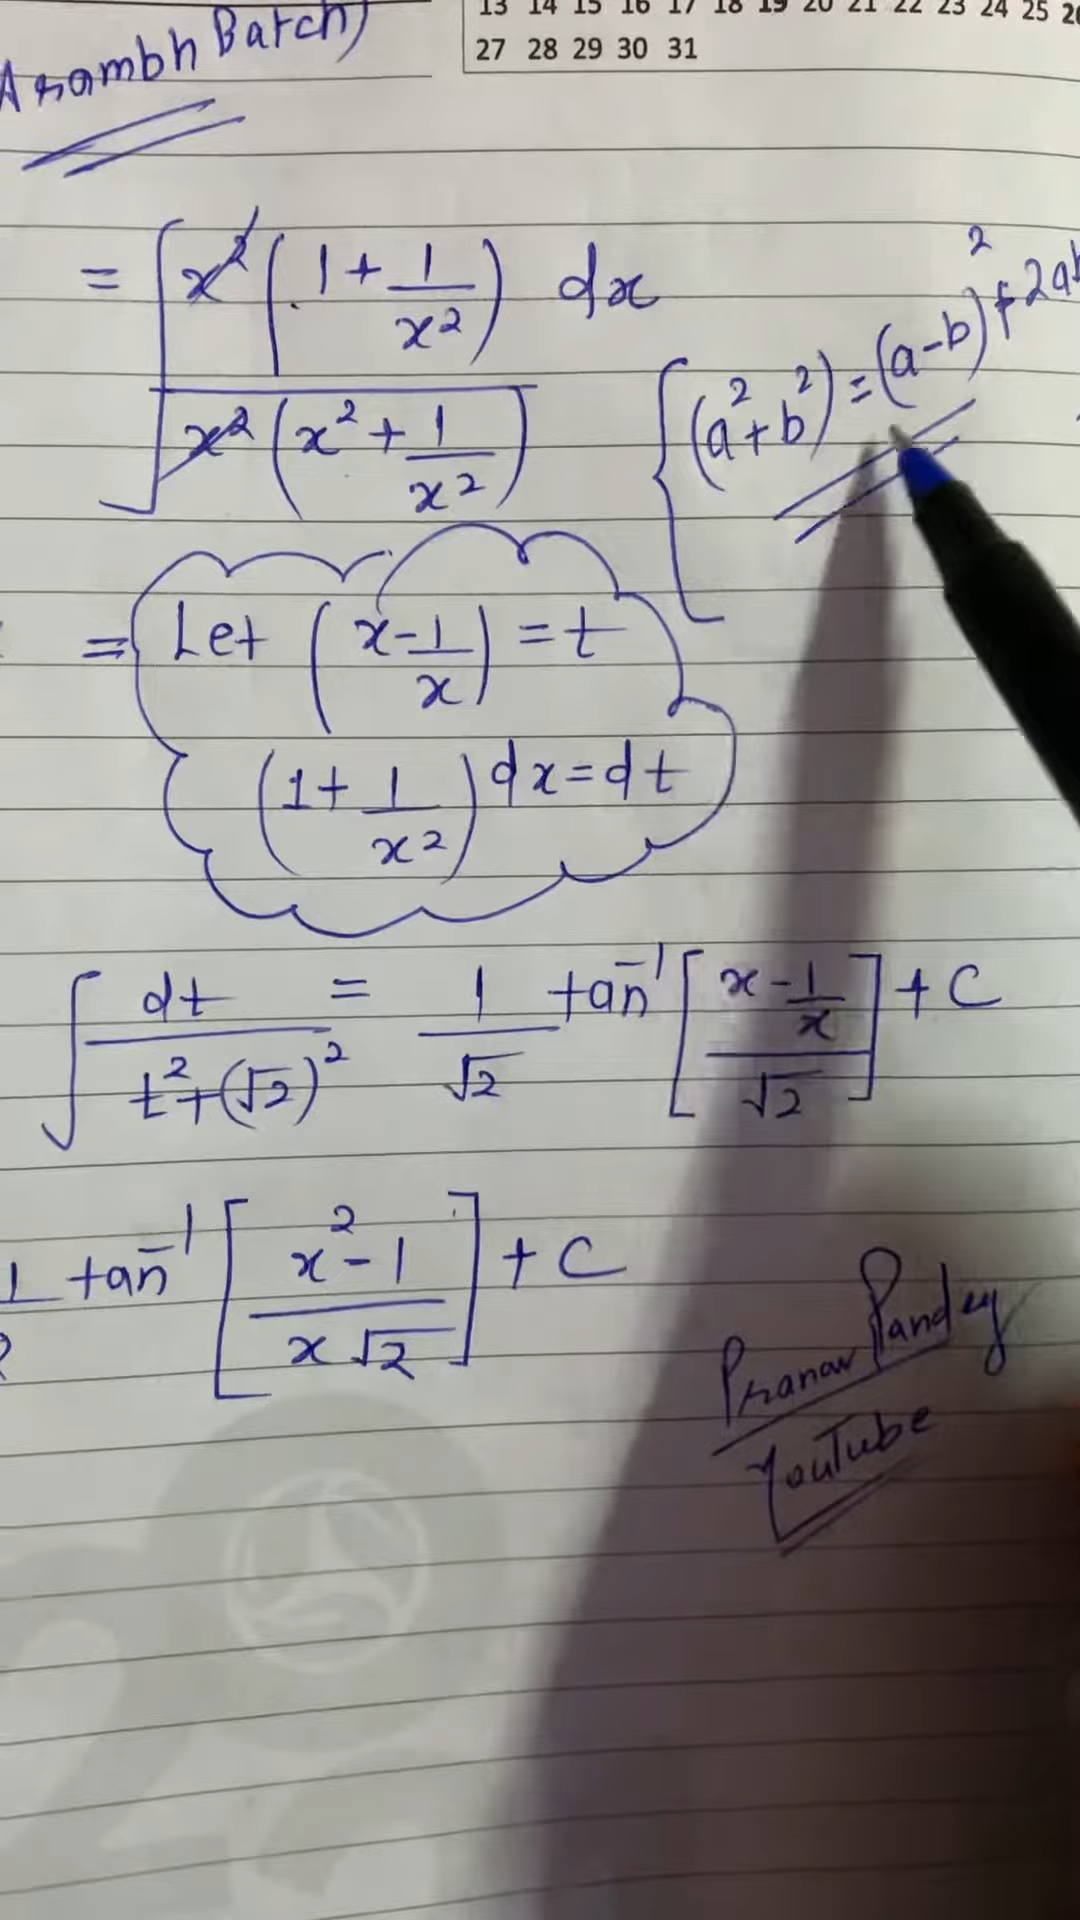 13 14 15 16 17 18 19 20 21 22 23 24 25
27 28 29 30 31
Arambh Batch)
= ∫ x²(1 + 1/x²) dx / x²(x² + 1/x²)
{(a² + b²) = (a-b)² + 2ab
= Let (x - 1/x) = t
(1 + 1/x²) dx = dt
∫ dt / t² + (√2)² = 1/√2 tan⁻¹ [x - 1/x / √2] + C
tan⁻¹ [x² - 1 / x√2] + C
Pranav Pandey
YouTube